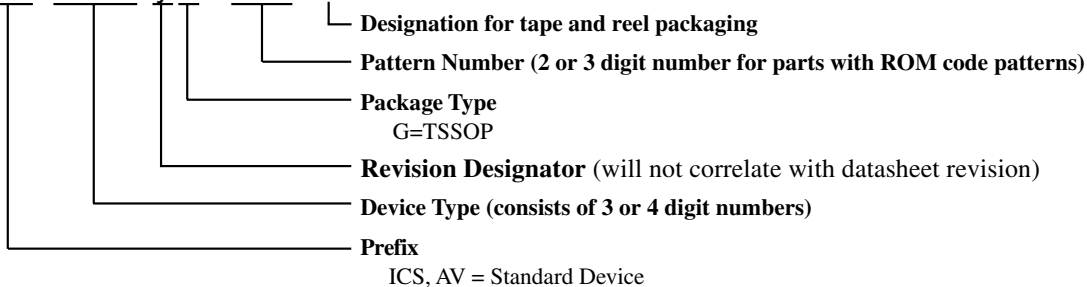 Designation for tape and reel packaging
Pattern Number (2 or 3 digit number for parts with ROM code patterns)
Package Type
G=TSSOP
Revision Designator (will not correlate with datasheet revision)
Device Type (consists of 3 or 4 digit numbers)
Prefix
ICS, AV = Standard Device